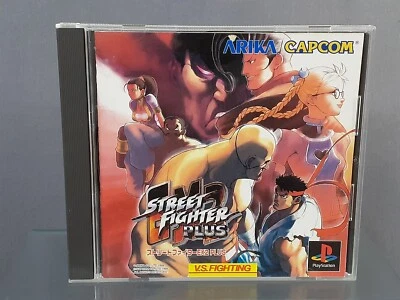 ARIKA CAPCOM
EX2
STREET
FIGHTER
PLUS
ストリートファイターEX2 PLUS
V.S. FIGHTING
PlayStation